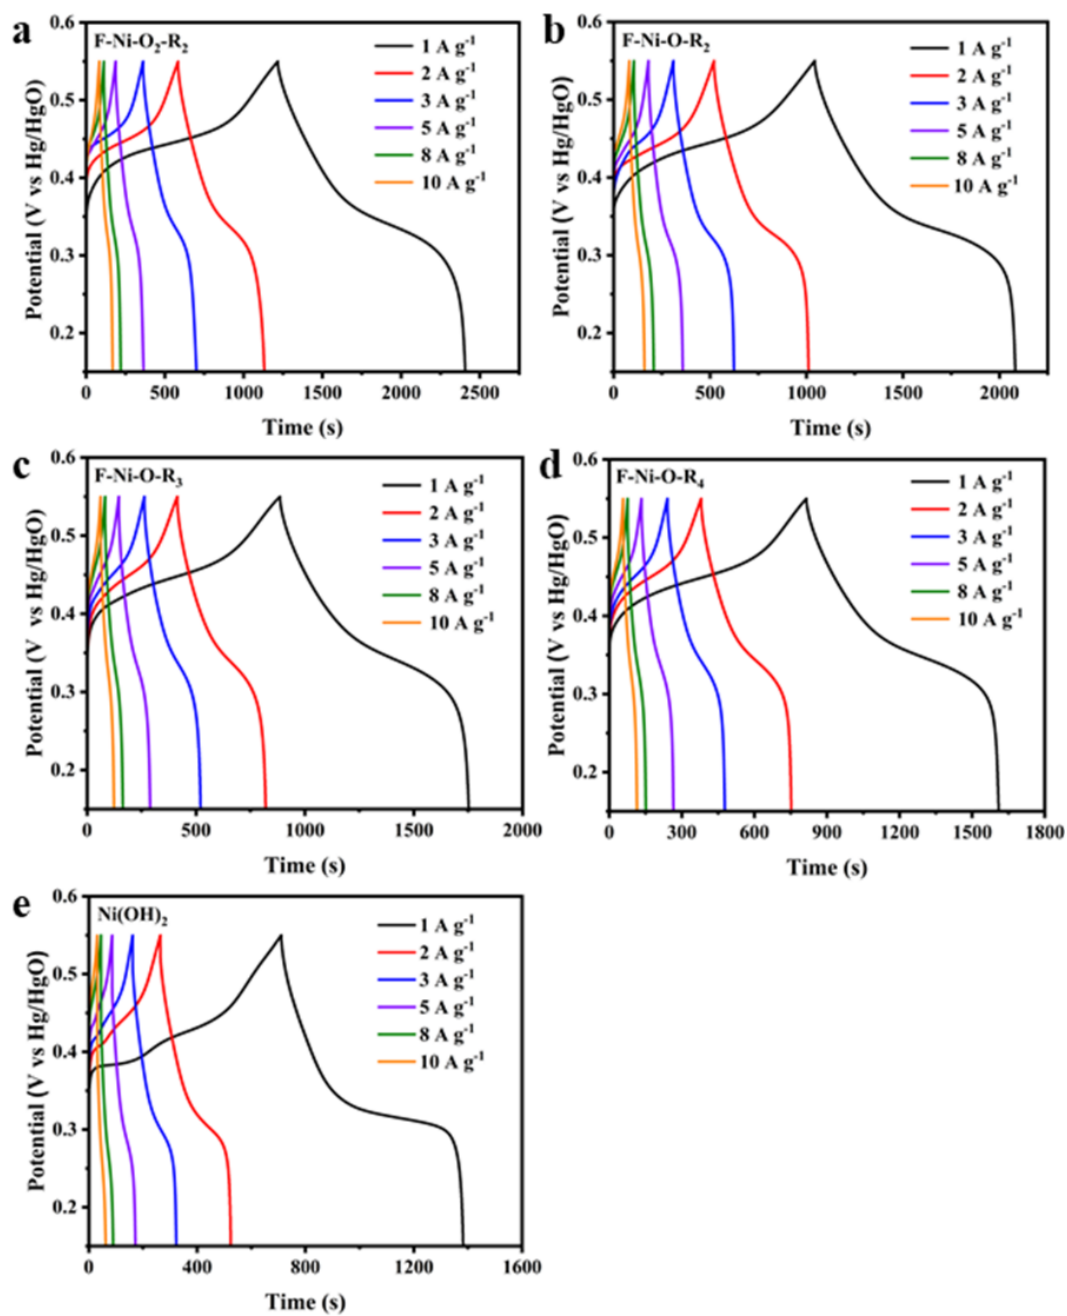 a
F-Ni-O₂-R₂
1 A g⁻¹
2 A g⁻¹
3 A g⁻¹
5 A g⁻¹
8 A g⁻¹
10 A g⁻¹
Potential (V vs Hg/HgO)
0.6
0.5
0.4
0.3
0.2
0 500 1000 1500 2000 2500
Time (s)
b
F-Ni-O-R₂
1 A g⁻¹
2 A g⁻¹
3 A g⁻¹
5 A g⁻¹
8 A g⁻¹
10 A g⁻¹
Potential (V vs Hg/HgO)
0.6
0.5
0.4
0.3
0.2
0 500 1000 1500 2000
Time (s)
c
F-Ni-O-R₃
1 A g⁻¹
2 A g⁻¹
3 A g⁻¹
5 A g⁻¹
8 A g⁻¹
10 A g⁻¹
Potential (V vs Hg/HgO)
0.6
0.5
0.4
0.3
0.2
0 500 1000 1500 2000
Time (s)
d
F-Ni-O-R₄
1 A g⁻¹
2 A g⁻¹
3 A g⁻¹
5 A g⁻¹
8 A g⁻¹
10 A g⁻¹
Potential (V vs Hg/HgO)
0.6
0.5
0.4
0.3
0.2
0 300 600 900 1200 1500 1800
Time (s)
e
Ni(OH)₂
1 A g⁻¹
2 A g⁻¹
3 A g⁻¹
5 A g⁻¹
8 A g⁻¹
10 A g⁻¹
Potential (V vs Hg/HgO)
0.6
0.5
0.4
0.3
0.2
0 400 800 1200 1600
Time (s)